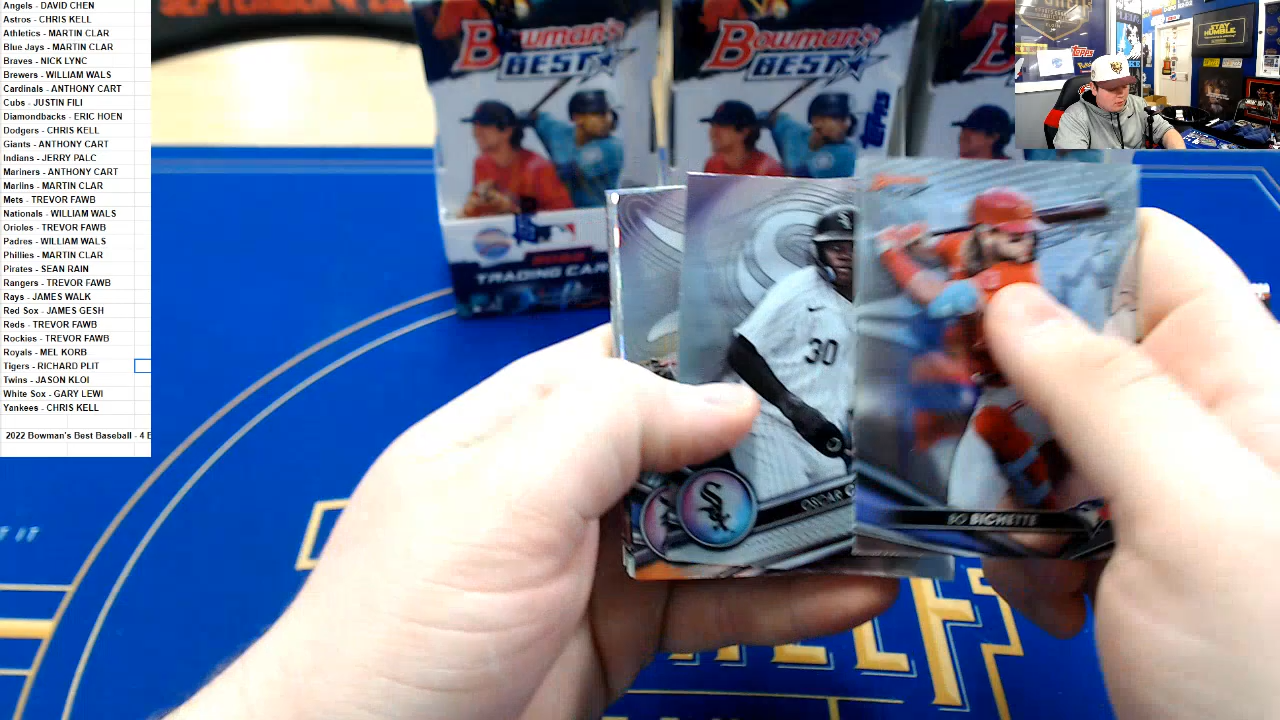 Angels - DAVID CHEN
Astros - CHRIS KELL
Athletics - MARTIN CLAR
Blue Jays - MARTIN CLAR
Braves - NICK LYNC
Brewers - WILLIAM WALS
Cardinals - ANTHONY CART
Cubs - JUSTIN FILI
Diamondbacks - ERIC HOEN
Dodgers - CHRIS KELL
Giants - ANTHONY CART
Indians - JERRY PALC
Mariners - ANTHONY CART
Marlins - MARTIN CLAR
Mets - TREVOR FAWB
Nationals - WILLIAM WALS
Orioles - TREVOR FAWB
Padres - WILLIAM WALS
Phillies - MARTIN CLAR
Pirates - SEAN RAIN
Rangers - TREVOR FAWB
Rays - JAMES WALK
Red Sox - JAMES GESH
Reds - TREVOR FAWB
Rockies - TREVOR FAWB
Royals - MEL KORB
Tigers - RICHARD PLIT
Twins - JASON KLOI
White Sox - GARY LEWI
Yankees - CHRIS KELL
2022 Bowman's Best Baseball - 4 B
Bowman's
BEST
2022
TRADING CAR
Bowman's
BEST
topps
B
STAY
HUMBLE
topps
30
OSCAR C
BO BICHETTE